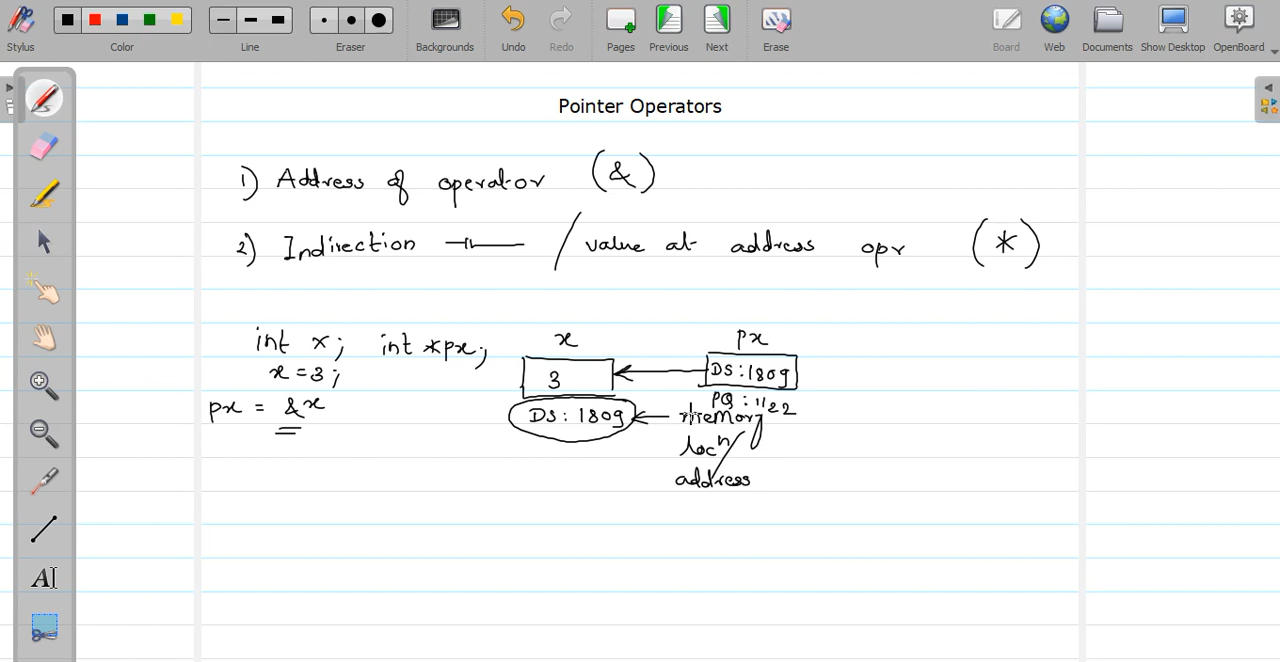 Stylus Color Line Eraser Backgrounds Undo Redo Pages Previous Next Erase Board Web Documents Show Desktop OpenBoard
Pointer Operators
1) Address of operator (&)
2) Indirection / value at address opr (*)
int x; int *px; x px
x = 3; 3 DS : 1809
px = &x DS : 1809 PQ : 1122
memory
locn /
address